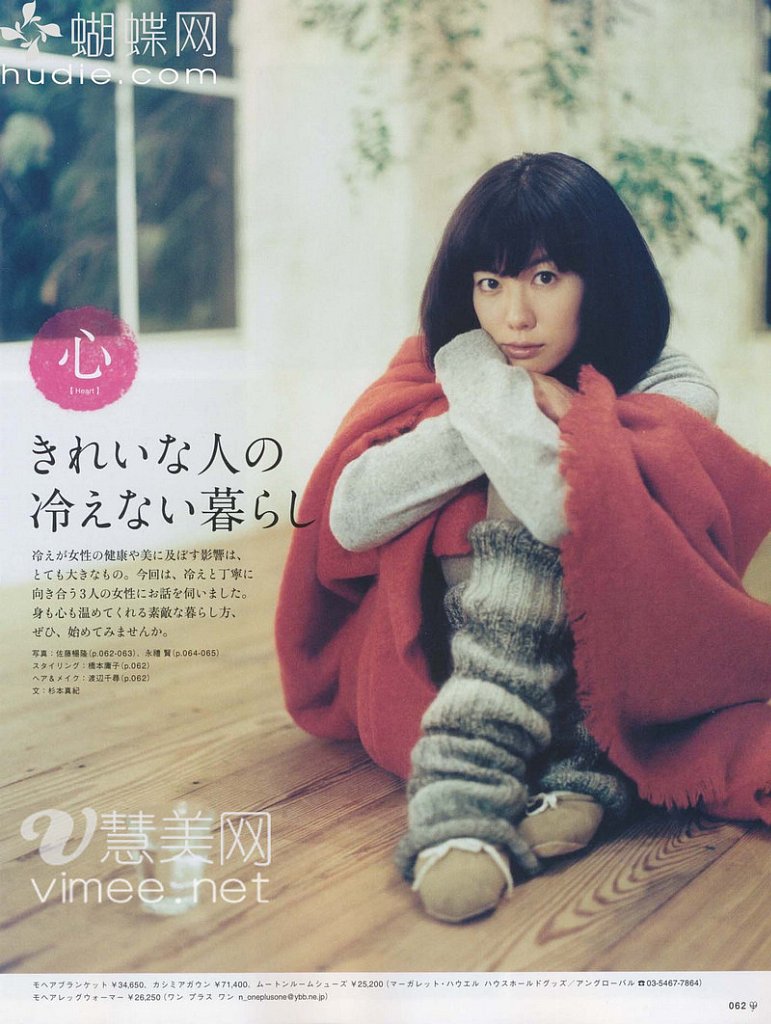 蝴蝶网
hudie.com
心
[Heart]
きれいな人の
冷えない暮らし
冷えが女性の健康や美に及ぼす影響は、
とても大きなもの。今回は、冷えと丁寧に
向き合う3人の女性にお話を伺いました。
身も心も温めてくれる素敵な暮らし方、
ぜひ、始めてみませんか。
写真：佐藤暢隆(p.062-063)、永禮 賢(p.064-065)
スタイリング：橋本庸子(p.062)
ヘア&メイク：渡辺千尋(p.062)
文：杉本真紀
v慧美网
vimee.net
モヘアブランケット ¥34,650、カシミアガウン ¥71,400、ムートンルームシューズ ¥25,200（マーガレット・ハウエル ハウスホールドグッズ／アングローバル ☎03-5467-7864）
モヘアレッグウォーマー ¥26,250（ワン プラス ワン n_oneplusone@ybb.ne.jp）
062